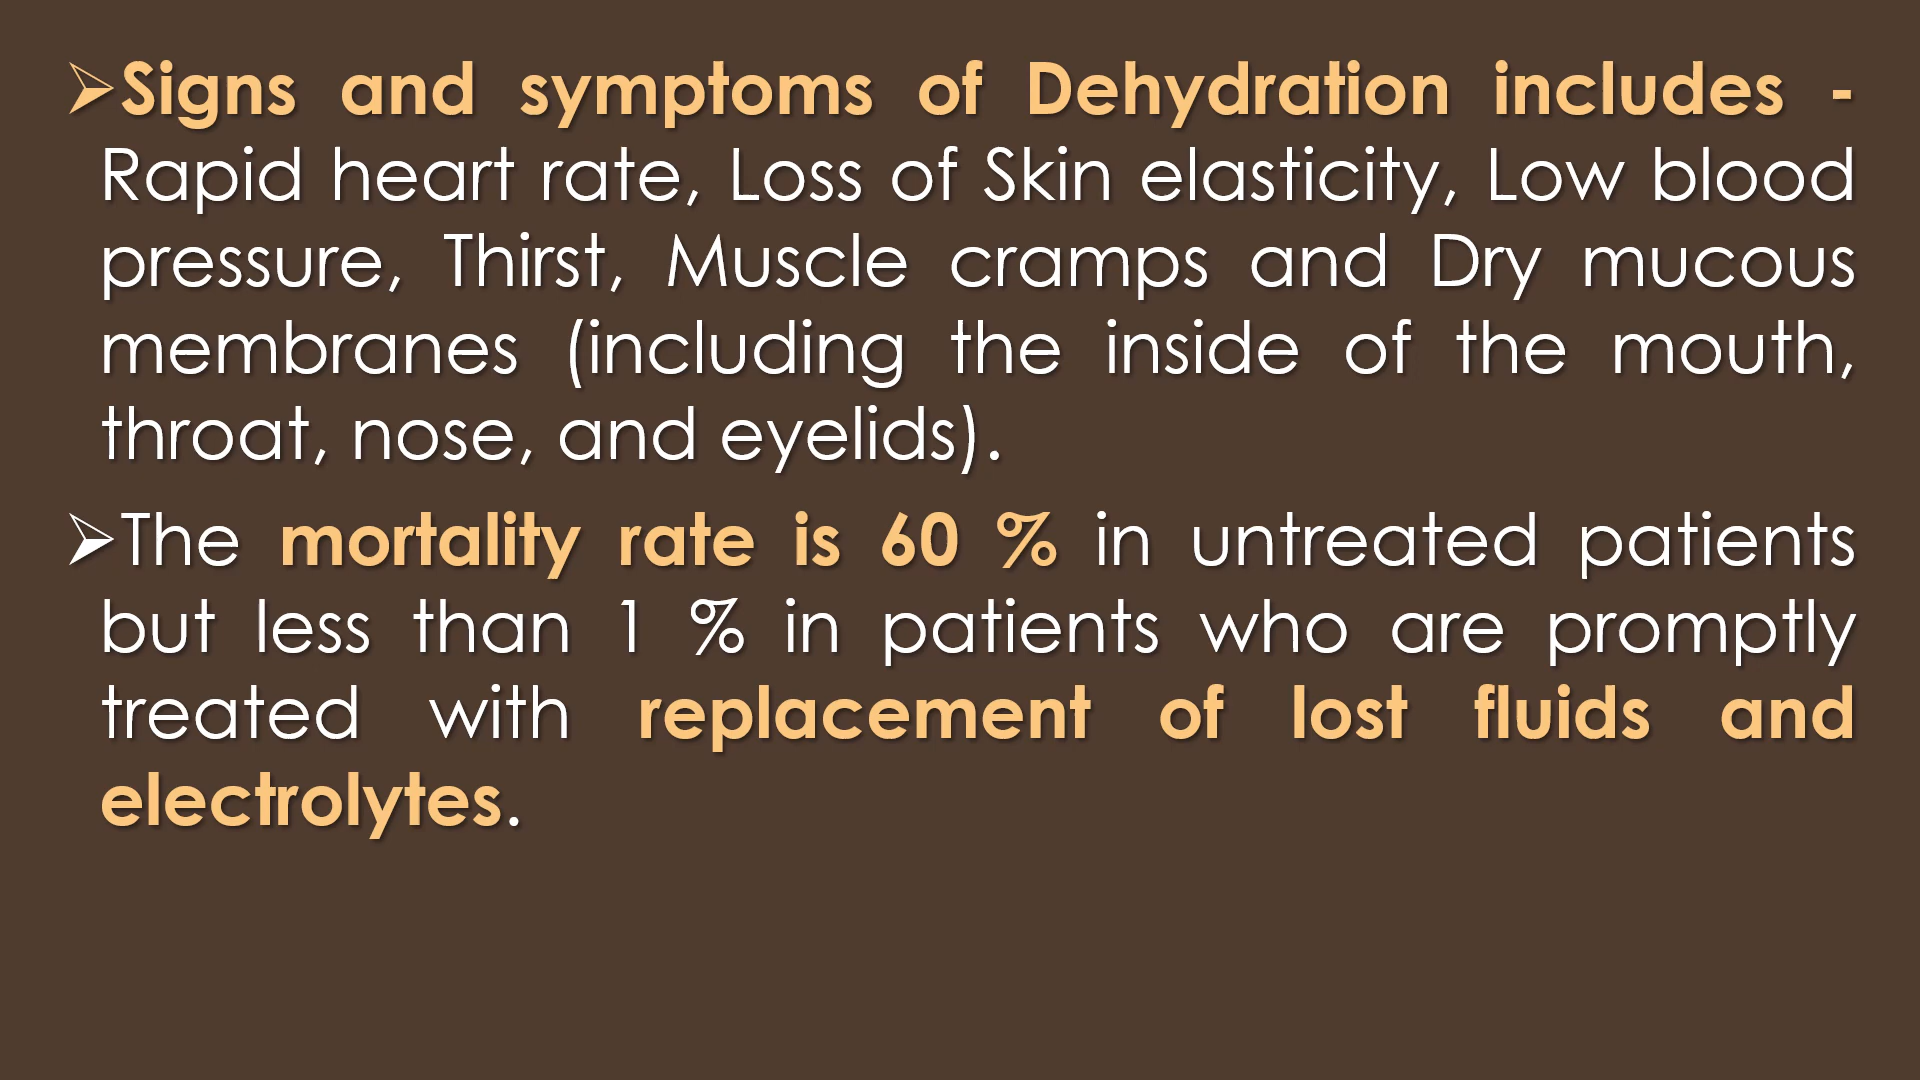 ➢Signs and symptoms of Dehydration includes -
Rapid heart rate, Loss of Skin elasticity, Low blood
pressure, Thirst, Muscle cramps and Dry mucous
membranes (including the inside of the mouth,
throat, nose, and eyelids).
➢The mortality rate is 60 % in untreated patients
but less than 1 % in patients who are promptly
treated with replacement of lost fluids and
electrolytes.